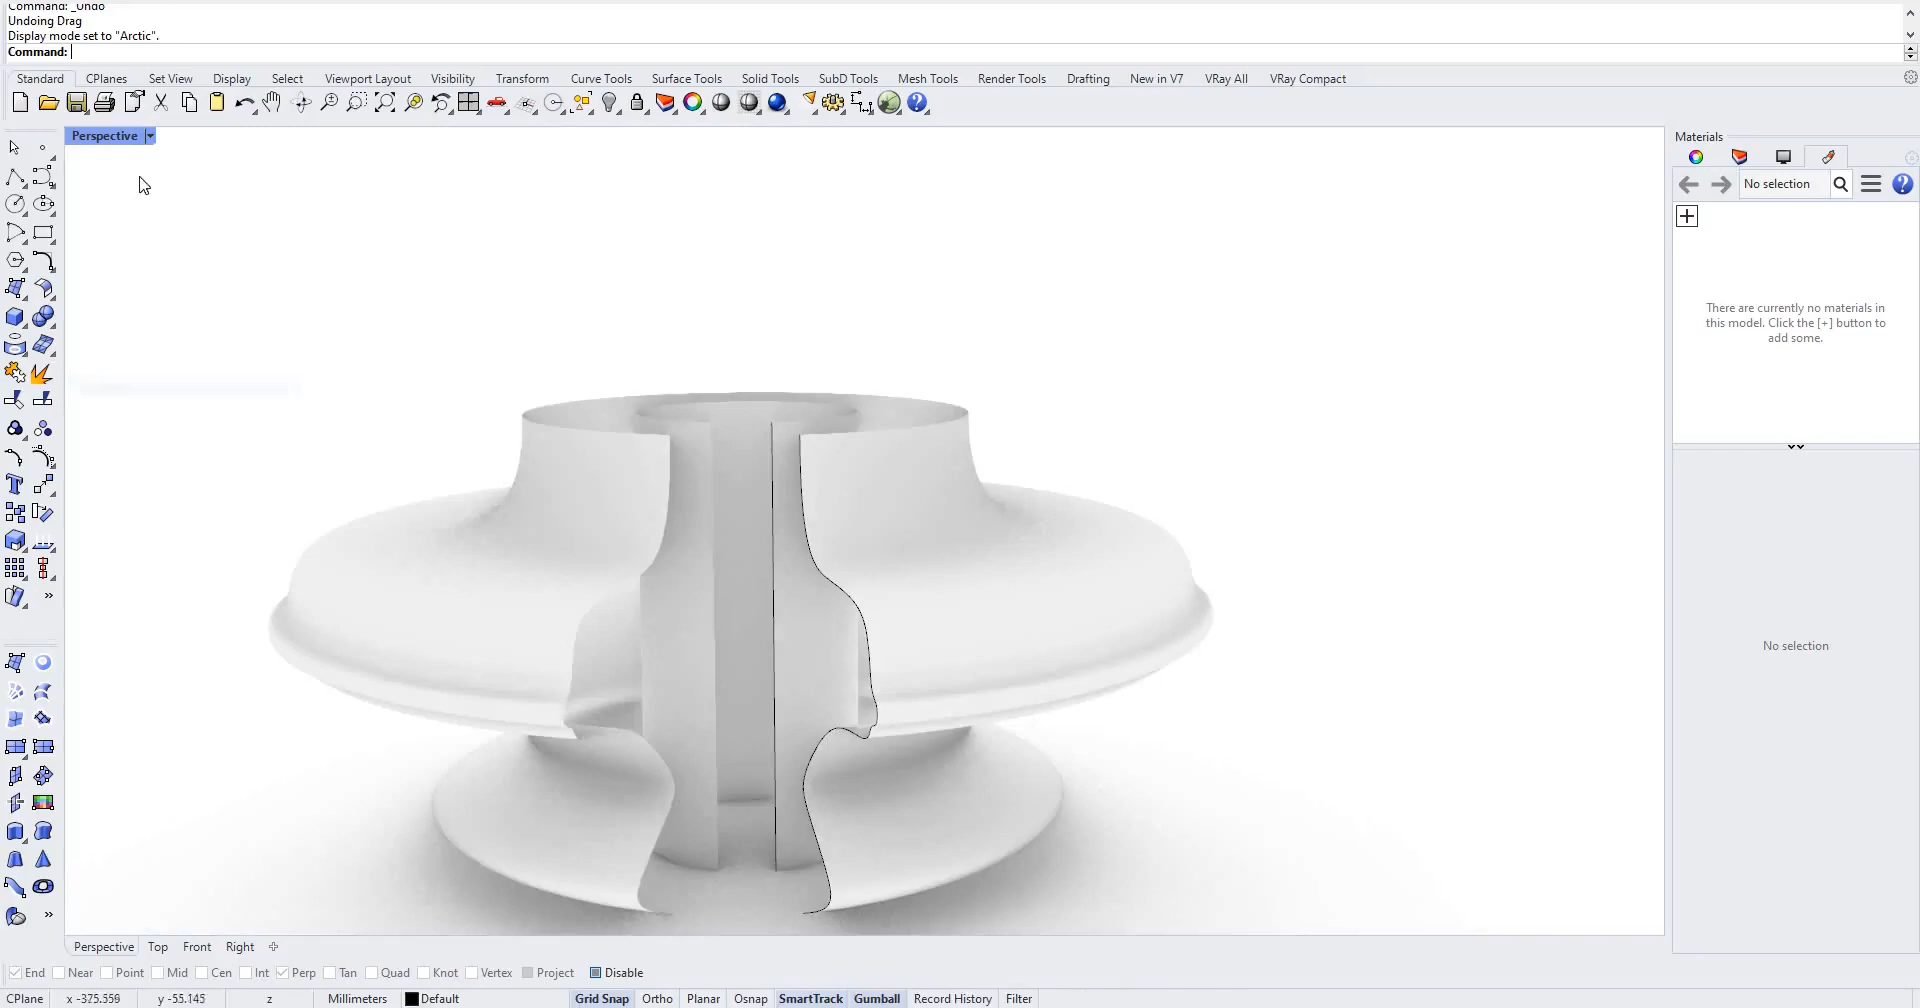 Command: _Undo
Undoing Drag
Display mode set to "Arctic".
Command:
Standard CPlanes Set View Display Select Viewport Layout Visibility Transform Curve Tools Surface Tools Solid Tools SubD Tools Mesh Tools Render Tools Drafting New in V7 VRay All VRay Compact
Perspective
Materials
No selection
There are currently no materials in
this model. Click the [+] button to
add some.
No selection
Perspective Top Front Right
End Near Point Mid Cen Int Perp Tan Quad Knot Vertex Project Disable
CPlane x -375.559 y -55.145 z Millimeters Default Grid Snap Ortho Planar Osnap SmartTrack Gumball Record History Filter